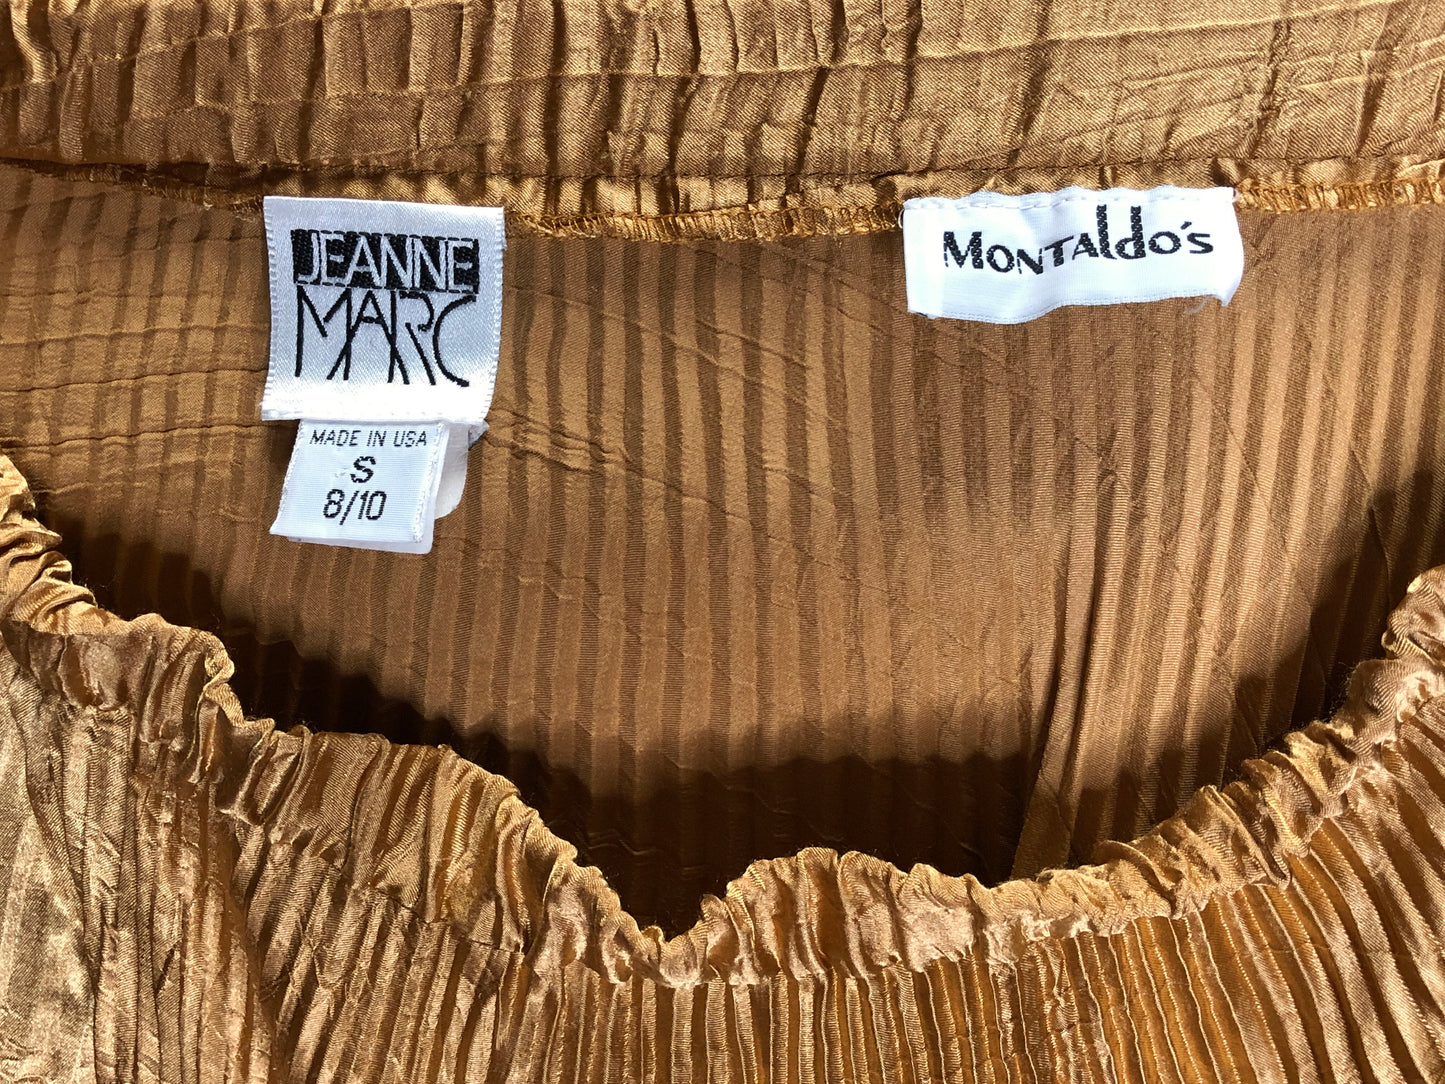 JEANNE
MARC
MADE IN USA
S
8/10
MONTAldo's